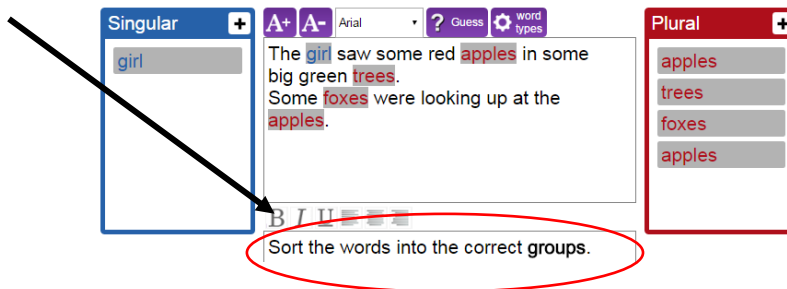 Singular +
girl
A+ A- Arial ? Guess word types
The girl saw some red apples in some
big green trees.
Some foxes were looking up at the
apples.
B I U
Sort the words into the correct groups.
Plural +
apples
trees
foxes
apples